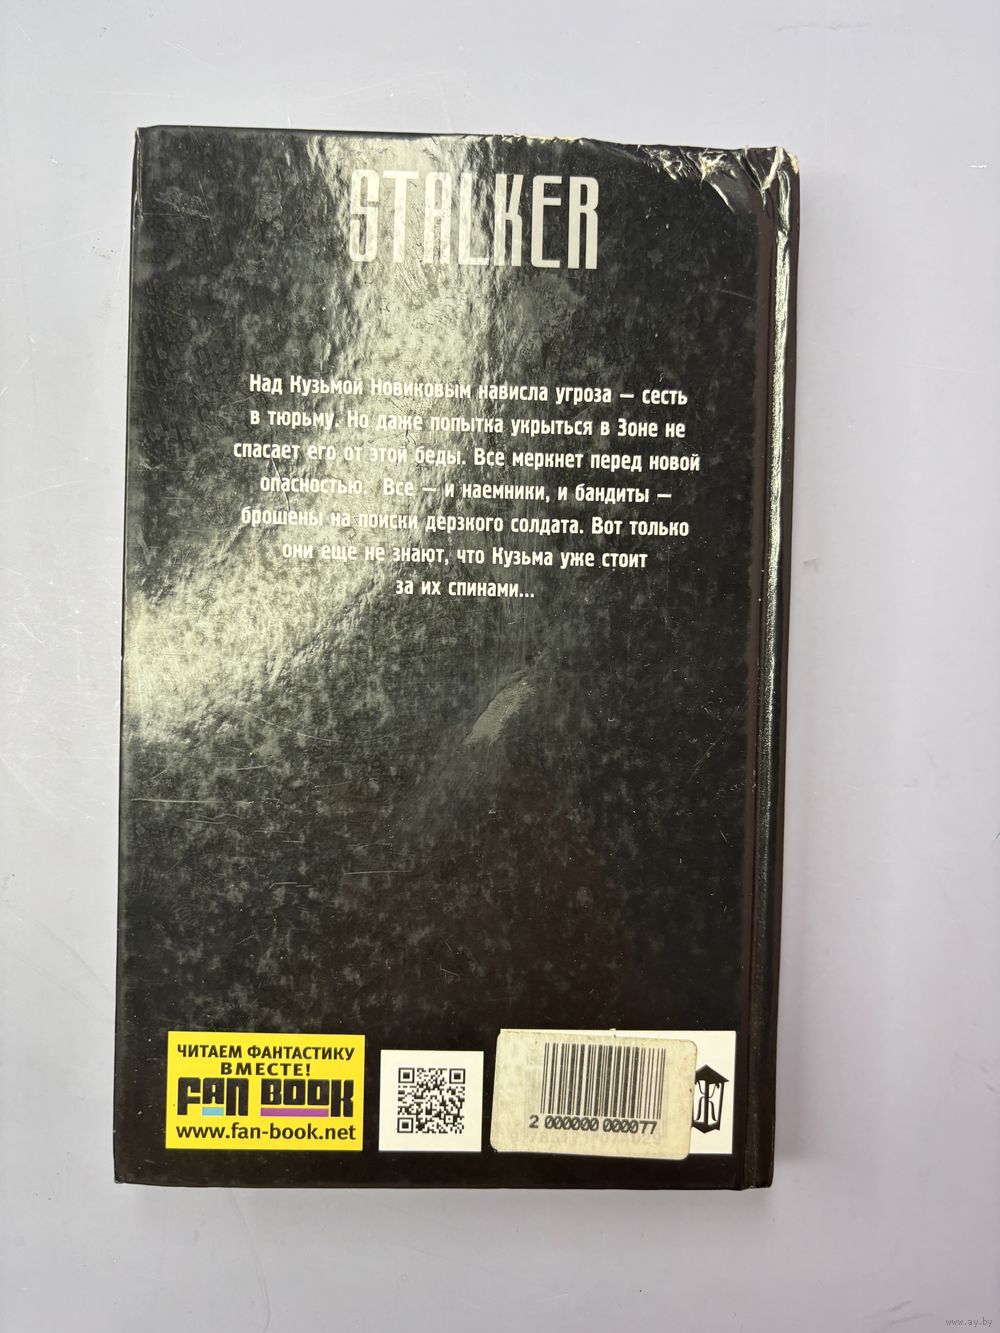 STALKER
Над Кузьмой Новиковым нависла угроза — сесть
в тюрьму. Но даже попытка укрыться в Зоне не
спасает его от этой беды. Все меркнет перед новой
опасностью. Все — и наемники, и бандиты —
брошены на поиски дерзкого солдата. Вот только
они еще не знают, что Кузьма уже стоит
за их спинами...
ЧИТАЕМ ФАНТАСТИКУ
ВМЕСТЕ!
FAN BOOK
www.fan-book.net
2 000000 000077
www.ay.by